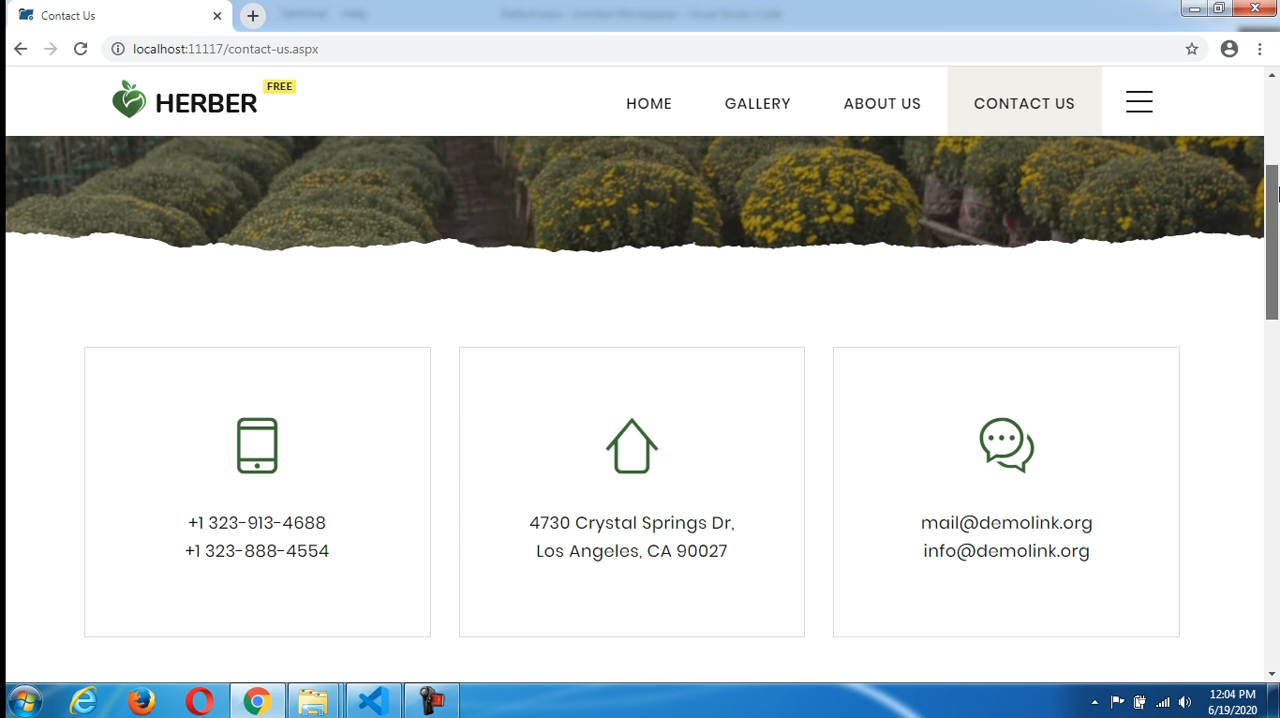 Contact Us
localhost:11117/contact-us.aspx
HERBER
FREE
HOME
GALLERY
ABOUT US
CONTACT US
+1 323-913-4688
+1 323-888-4554
4730 Crystal Springs Dr,
Los Angeles, CA 90027
mail@demolink.org
info@demolink.org
12:04 PM
6/19/2020